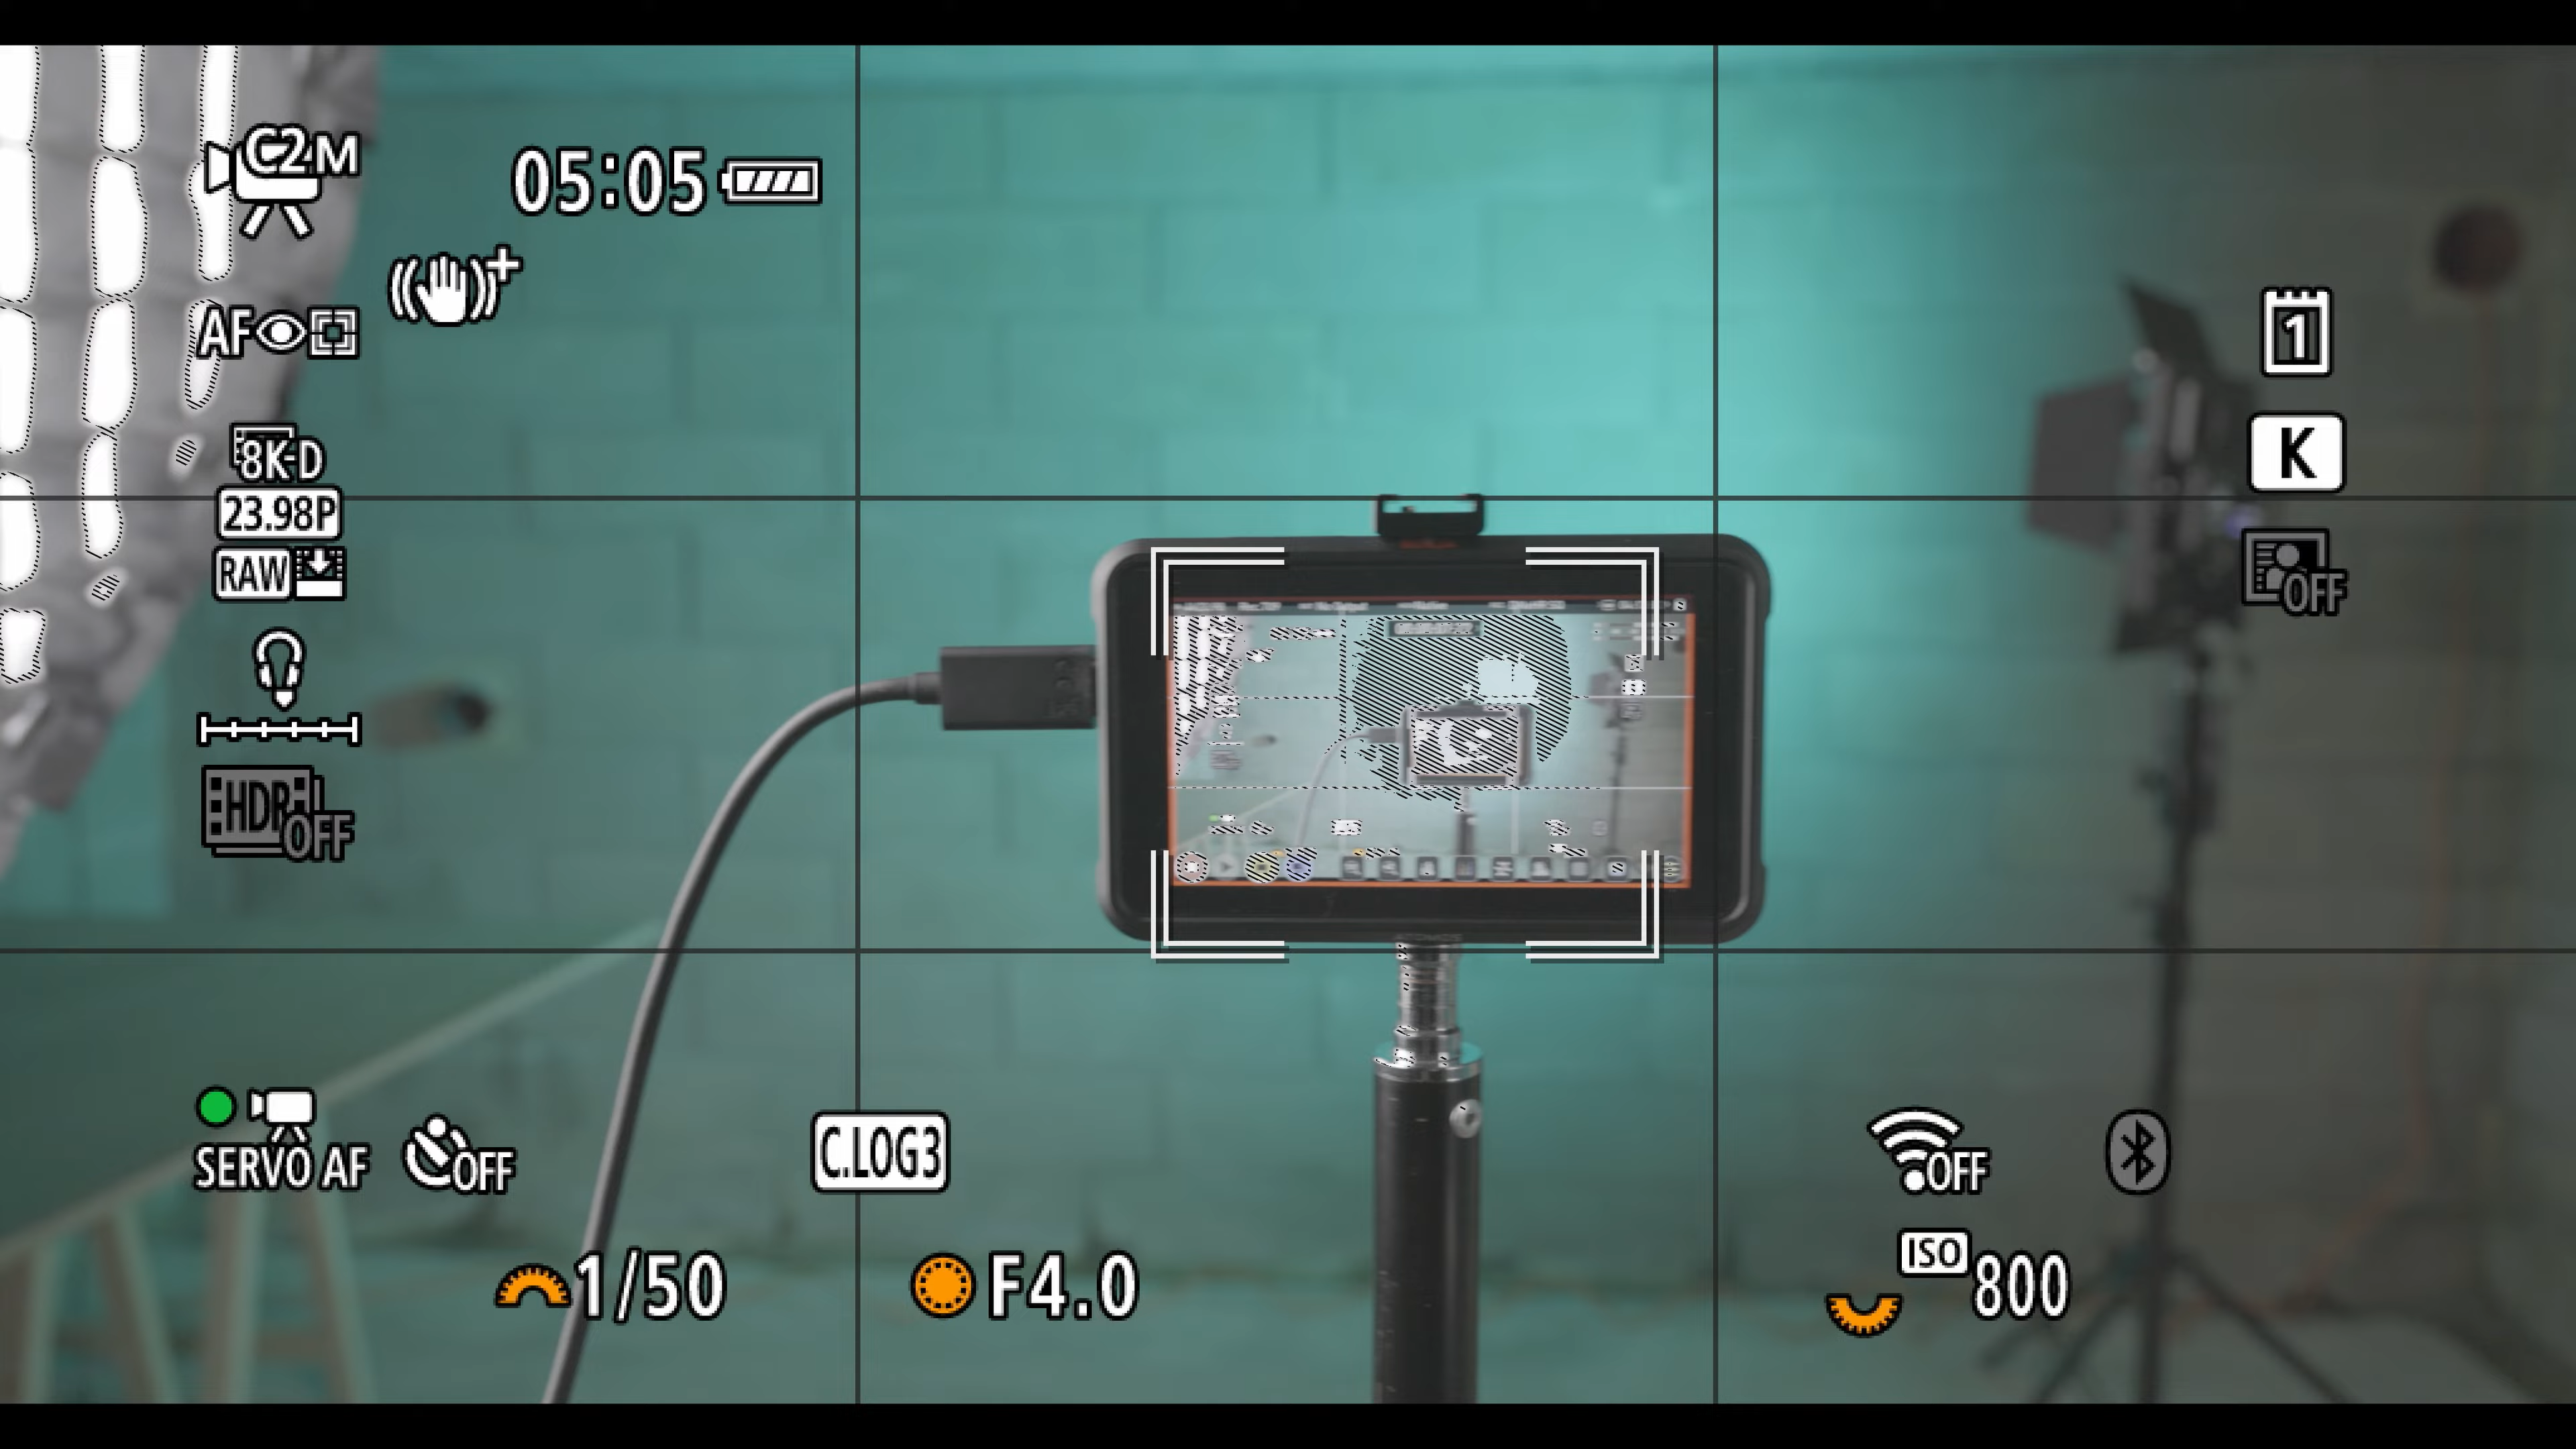 C2 M
05:05
AF
8K-D
23.98P
RAW
HDR OFF
1
K
OFF
SERVO AF
OFF
C.LOG3
OFF
1/50
F4.0
ISO 800